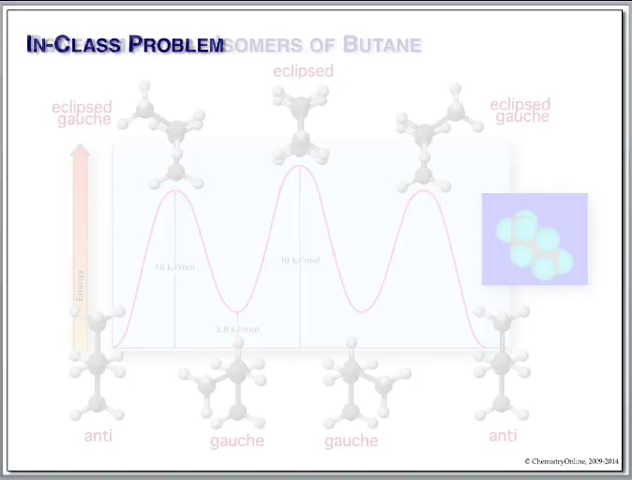 IN-CLASS PROBLEM ISOMERS OF BUTANE
eclipsed
eclipsed
gauche
eclipsed
gauche
16 kJ/mol
19 kJ/mol
3.8 kJ/mol
Energy
anti
gauche
gauche
anti
© ChemistryOnline, 2009-2014